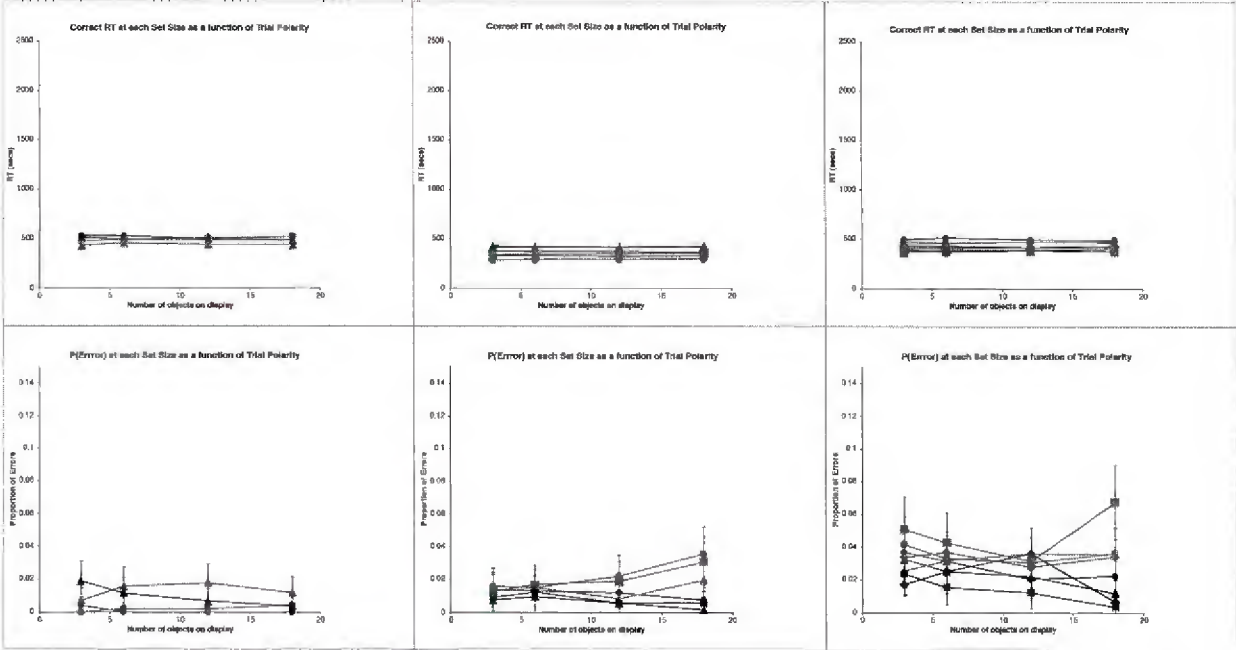 Correct RT at each Set Size as a function of Trial Polarity
2500
2000
1500
1000
500
0
RT (secs)
0 5 10 15 20
Number of objects on display
Correct RT at each Set Size as a function of Trial Polarity
2500
2000
1500
1000
500
0
RT (secs)
0 5 10 15 20
Number of objects on display
Correct RT at each Set Size as a function of Trial Polarity
2500
2000
1500
1000
500
0
RT (secs)
0 5 10 15 20
Number of objects on display
P(Errror) at each Set Size as a function of Trial Polarity
0.14
0.12
0.1
0.08
0.06
0.04
0.02
0
Proportion of Errors
0 5 10 15 20
Number of objects on display
P(Errror) at each Set Size as a function of Trial Polarity
0.14
0.12
0.1
0.08
0.06
0.04
0.02
0
Proportion of Errors
0 5 10 15 20
Number of objects on display
P(Errror) at each Set Size as a function of Trial Polarity
0.14
0.12
0.1
0.08
0.06
0.04
0.02
0
Proportion of Errors
0 5 10 15 20
Number of objects on display